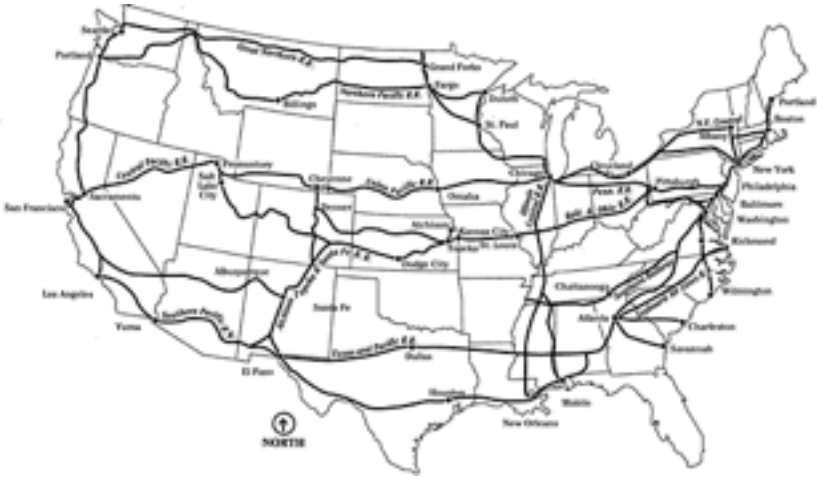 Seattle
Portland
Great Northern R.R.
Grand Forks
Fargo
Northern Pacific R.R.
Billings
Duluth
St. Paul
Portland
Boston
N.Y. Central
Albany
Cleveland
Chicago
New York
Central Pacific R.R.
Promontory
Salt
Lake
City
Cheyenne
Union Pacific R.R.
Omaha
Penn. R.R.
Pittsburgh
Philadelphia
Baltimore
Washington
Sacramento
San Francisco
Denver
Atchison
Kansas City
Topeka
St. Louis
Balt. & Ohio R.R.
Richmond
Dodge City
Albuquerque
Los Angeles
Santa Fe
Chattanooga
Wilmington
Yuma
Southern Pacific R.R.
Atlanta
Charleston
Savannah
Texas and Pacific R.R.
Dallas
El Paso
Houston
Mobile
New Orleans
NORTH